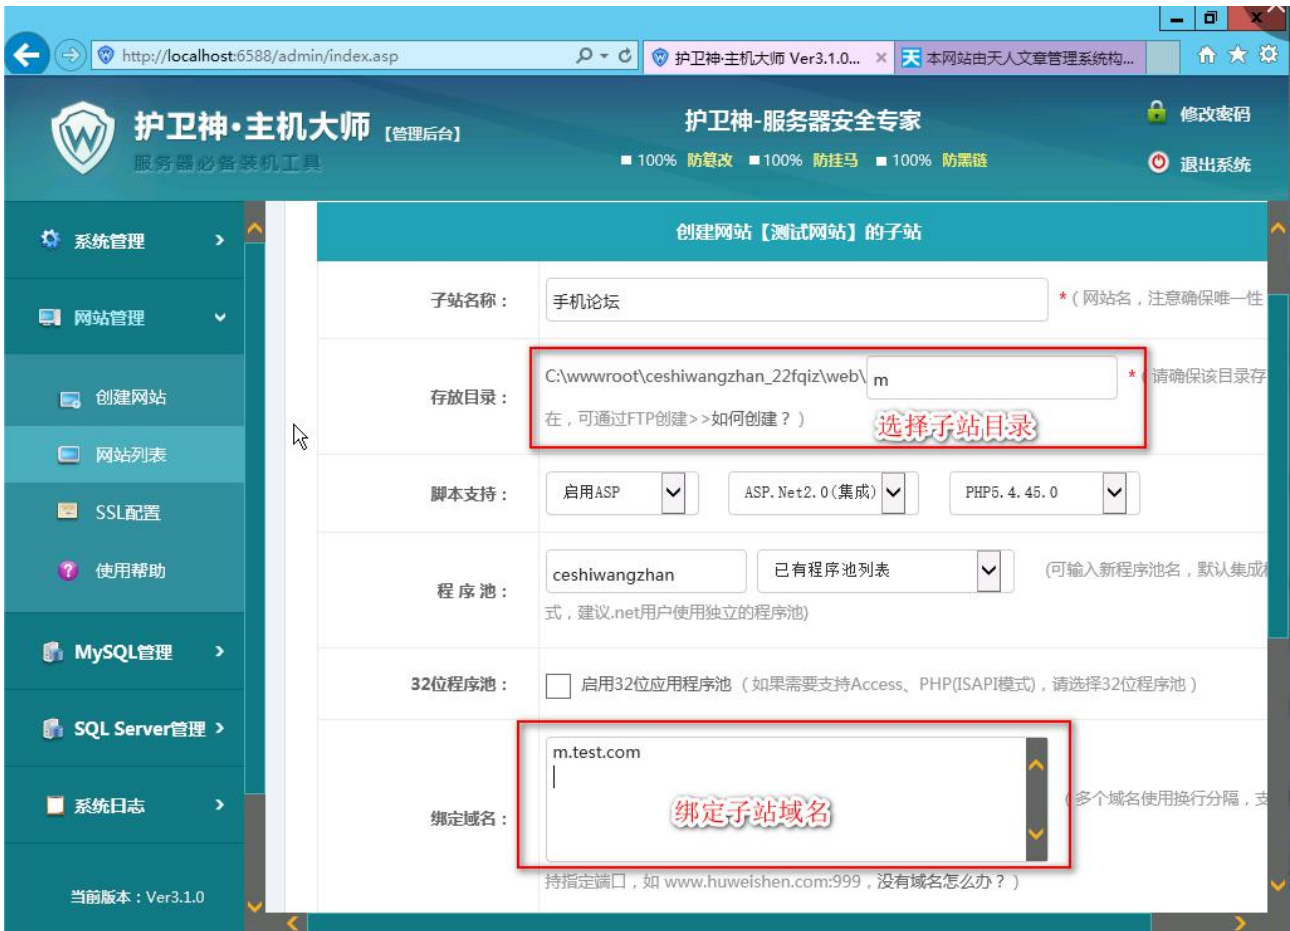 http://localhost:6588/admin/index.asp
护卫神·主机大师 Ver3.1.0...
本网站由天人文章管理系统构...
护卫神·主机大师 【管理后台】
服务器必备装机工具
护卫神-服务器安全专家
100% 防篡改 100% 防挂马 100% 防黑链
修改密码
退出系统
系统管理
网站管理
创建网站
网站列表
SSL配置
使用帮助
MySQL管理
SQL Server管理
系统日志
当前版本：Ver3.1.0
创建网站【测试网站】的子站
子站名称： 手机论坛 *（网站名，注意确保唯一性
存放目录： C:\wwwroot\ceshiwangzhan_22fqiz\web\ m *（请确保该目录存
在，可通过FTP创建>>如何创建？）
选择子站目录
脚本支持： 启用ASP ASP.Net2.0(集成) PHP5.4.45.0
程序池： ceshiwangzhan 已有程序池列表 (可输入新程序池名，默认集成
式，建议.net用户使用独立的程序池)
32位程序池： 启用32位应用程序池（如果需要支持Access、PHP(ISAPI模式)，请选择32位程序池）
绑定域名： m.test.com
绑定子站域名
（多个域名使用换行分隔，支
持指定端口，如 www.huweishen.com:999，没有域名怎么办？）